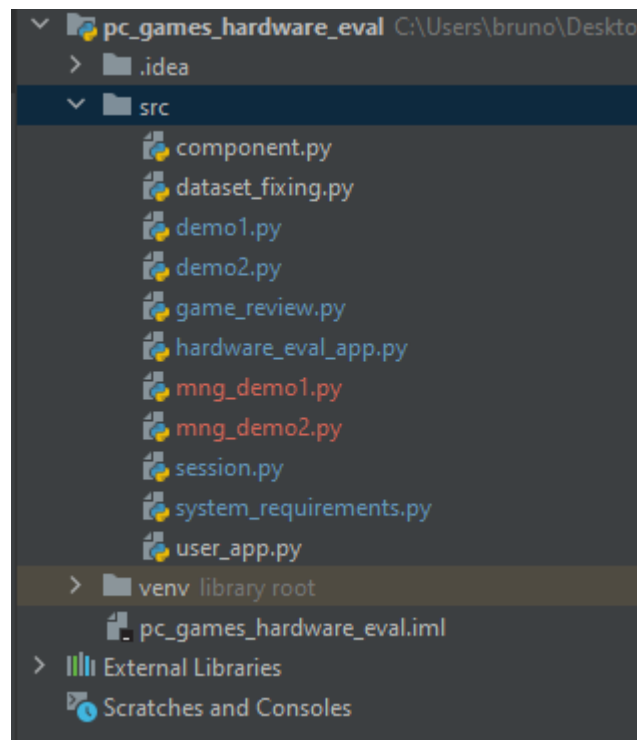 pc_games_hardware_eval C:\Users\bruno\Deskto
.idea
src
component.py
dataset_fixing.py
demo1.py
demo2.py
game_review.py
hardware_eval_app.py
mng_demo1.py
mng_demo2.py
session.py
system_requirements.py
user_app.py
venv library root
pc_games_hardware_eval.iml
External Libraries
Scratches and Consoles